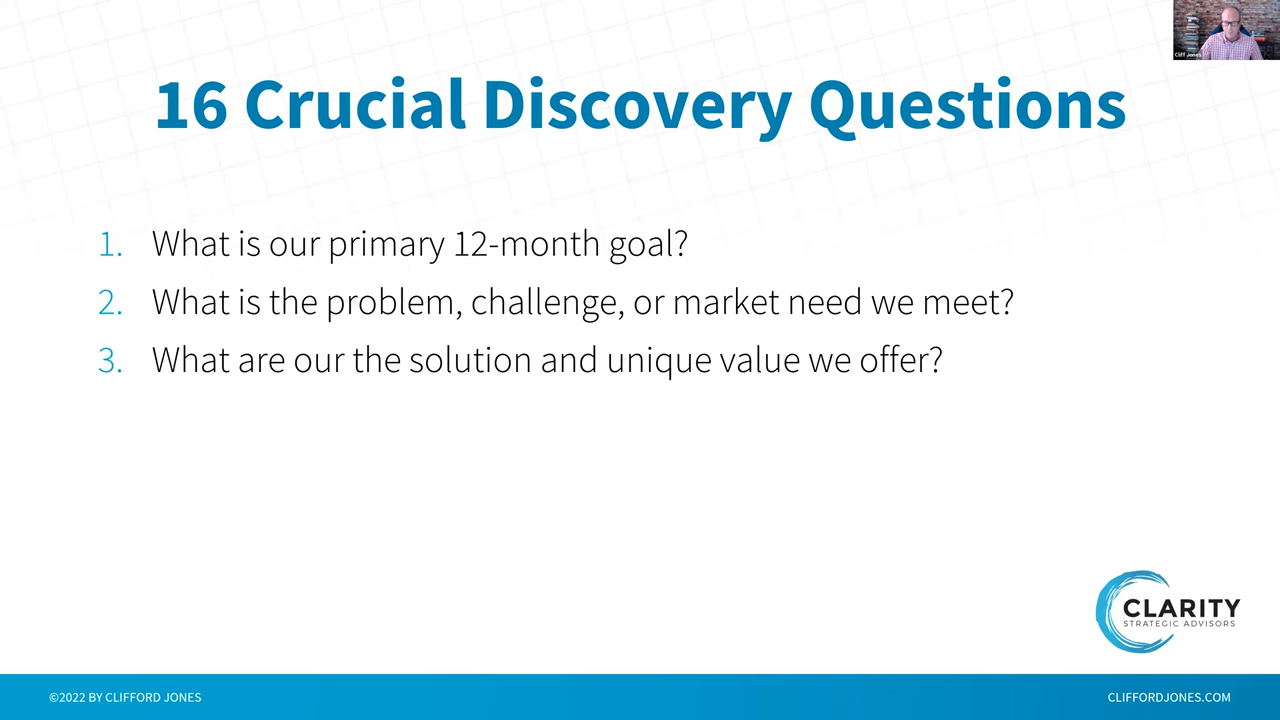 Cliff Jones
16 Crucial Discovery Questions
1. What is our primary 12-month goal?
2. What is the problem, challenge, or market need we meet?
3. What are our the solution and unique value we offer?
CLARITY
STRATEGIC ADVISORS
©2022 BY CLIFFORD JONES
CLIFFORDJONES.COM